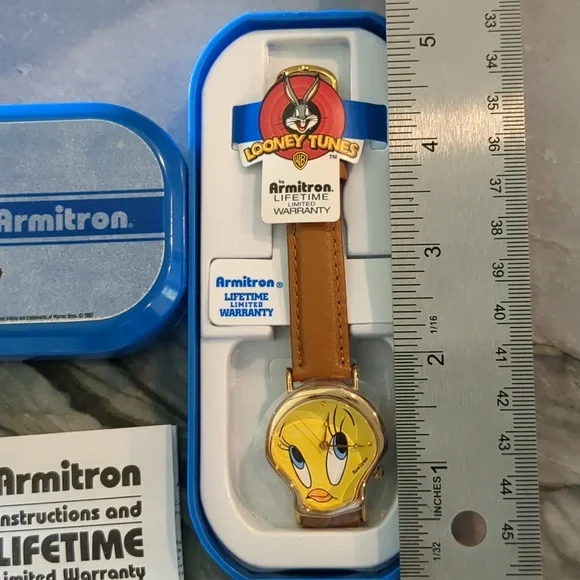 LOONEY TUNES
WB
TM
by
Armitron®
LIFETIME
LIMITED
WARRANTY
Armitron®
LIFETIME
LIMITED
WARRANTY
Armitron®
Armitron
Instructions and
LIFETIME
Limited Warranty
Armitron
5
4
3
2
1
1/16
1/32
33
34
35
36
37
38
39
40
41
42
43
44
45